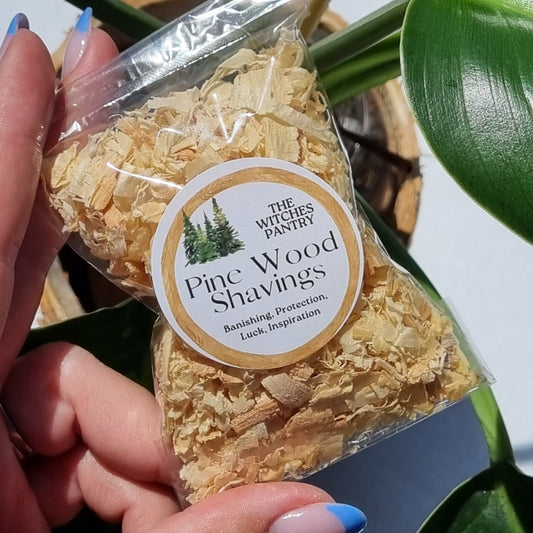 THE
WITCHES
PANTRY
Pine Wood
Shavings
Banishing, Protection,
Luck, Inspiration